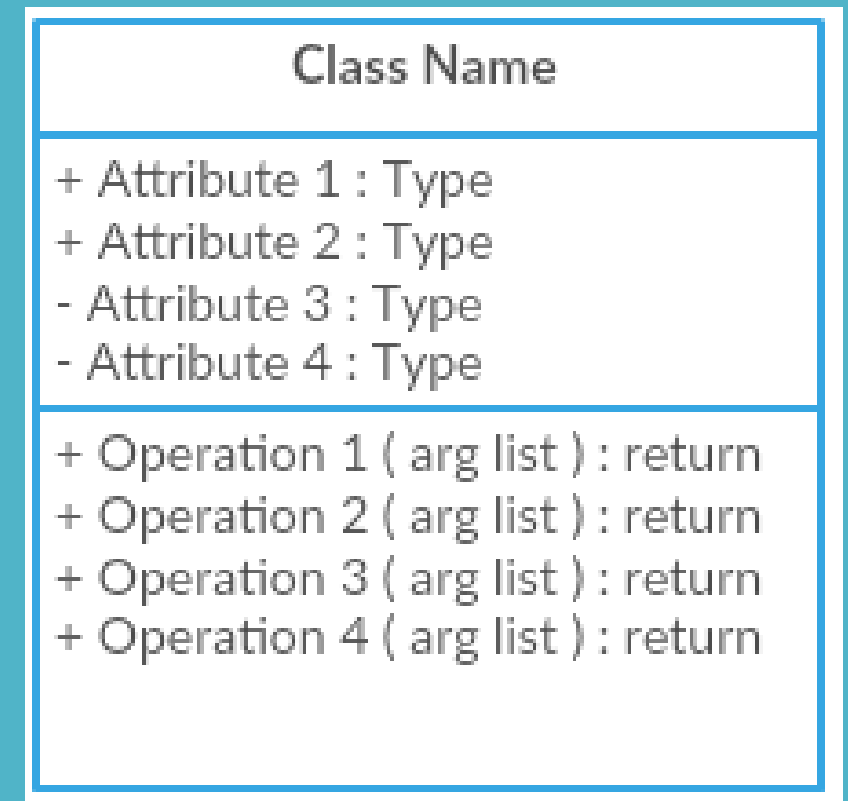 Class Name
+ Attribute 1 : Type
+ Attribute 2 : Type
- Attribute 3 : Type
- Attribute 4 : Type
+ Operation 1 ( arg list ) : return
+ Operation 2 ( arg list ) : return
+ Operation 3 ( arg list ) : return
+ Operation 4 ( arg list ) : return